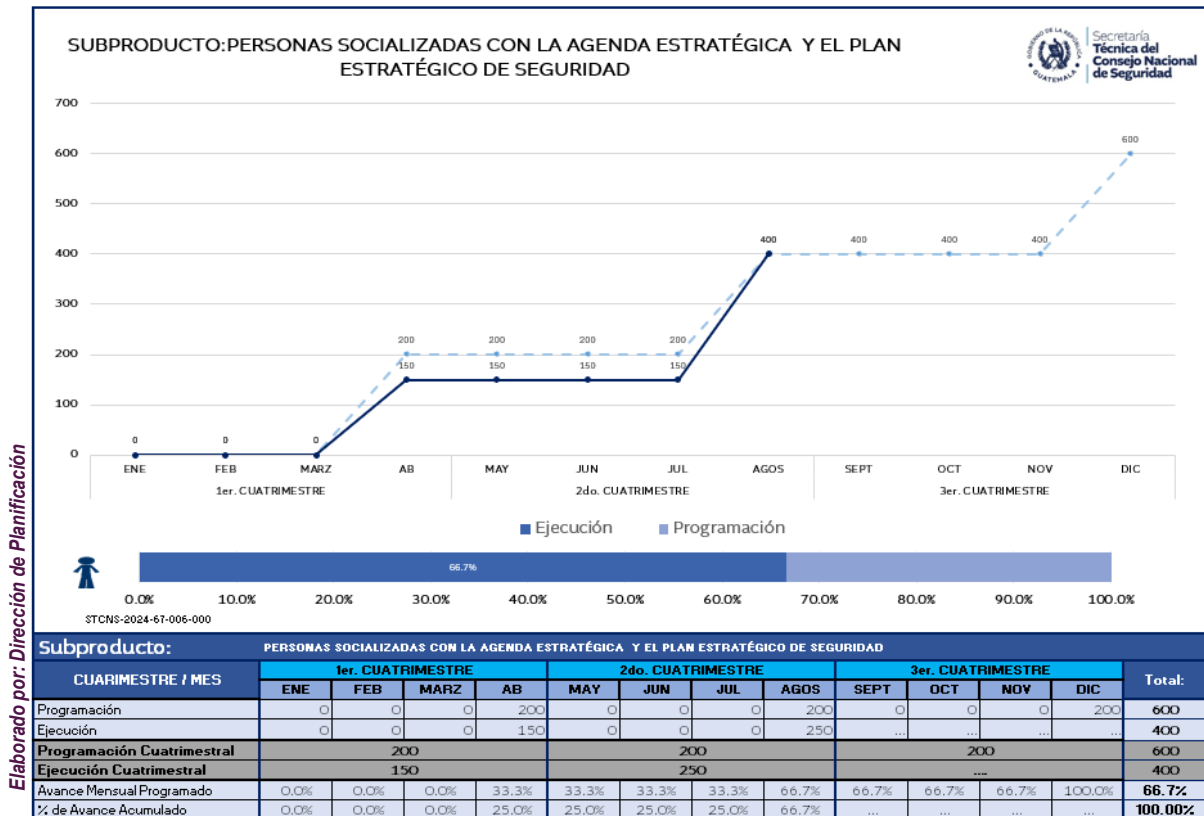 SUBPRODUCTO:PERSONAS SOCIALIZADAS CON LA AGENDA ESTRATÉGICA Y EL PLAN
ESTRATÉGICO DE SEGURIDAD
GOBIERNO DE LA REPÚBLICA
GUATEMALA
Secretaría
Técnica del
Consejo Nacional
de Seguridad
700
600
500
400
300
200
100
0
0 0 0 200 200 200 200 400 400 400 400 600
150 150 150 150
ENE FEB MARZ AB MAY JUN JUL AGOS SEPT OCT NOV DIC
1er. CUATRIMESTRE 2do. CUATRIMESTRE 3er. CUATRIMESTRE
Ejecución Programación
66.7%
0.0% 10.0% 20.0% 30.0% 40.0% 50.0% 60.0% 70.0% 80.0% 90.0% 100.0%
STCNS-2024-67-006-000
Elaborado por: Dirección de Planificación
Subproducto: PERSONAS SOCIALIZADAS CON LA AGENDA ESTRATÉGICA Y EL PLAN ESTRATÉGICO DE SEGURIDAD
CUARIMESTRE / MES 1er. CUATRIMESTRE 2do. CUATRIMESTRE 3er. CUATRIMESTRE Total:
ENE FEB MARZ AB MAY JUN JUL AGOS SEPT OCT NOV DIC
Programación 0 0 0 200 0 0 0 200 0 0 0 200 600
Ejecución 0 0 0 150 0 0 0 250 ... ... ... ... 400
Programación Cuatrimestral 200 200 200 600
Ejecución Cuatrimestral 150 250 ... 400
Avance Mensual Programado 0.0% 0.0% 0.0% 33.3% 33.3% 33.3% 33.3% 66.7% 66.7% 66.7% 66.7% 100.0% 66.7%
% de Avance Acumulado 0.0% 0.0% 0.0% 25.0% 25.0% 25.0% 25.0% 66.7% ... ... ... ... 100.00%